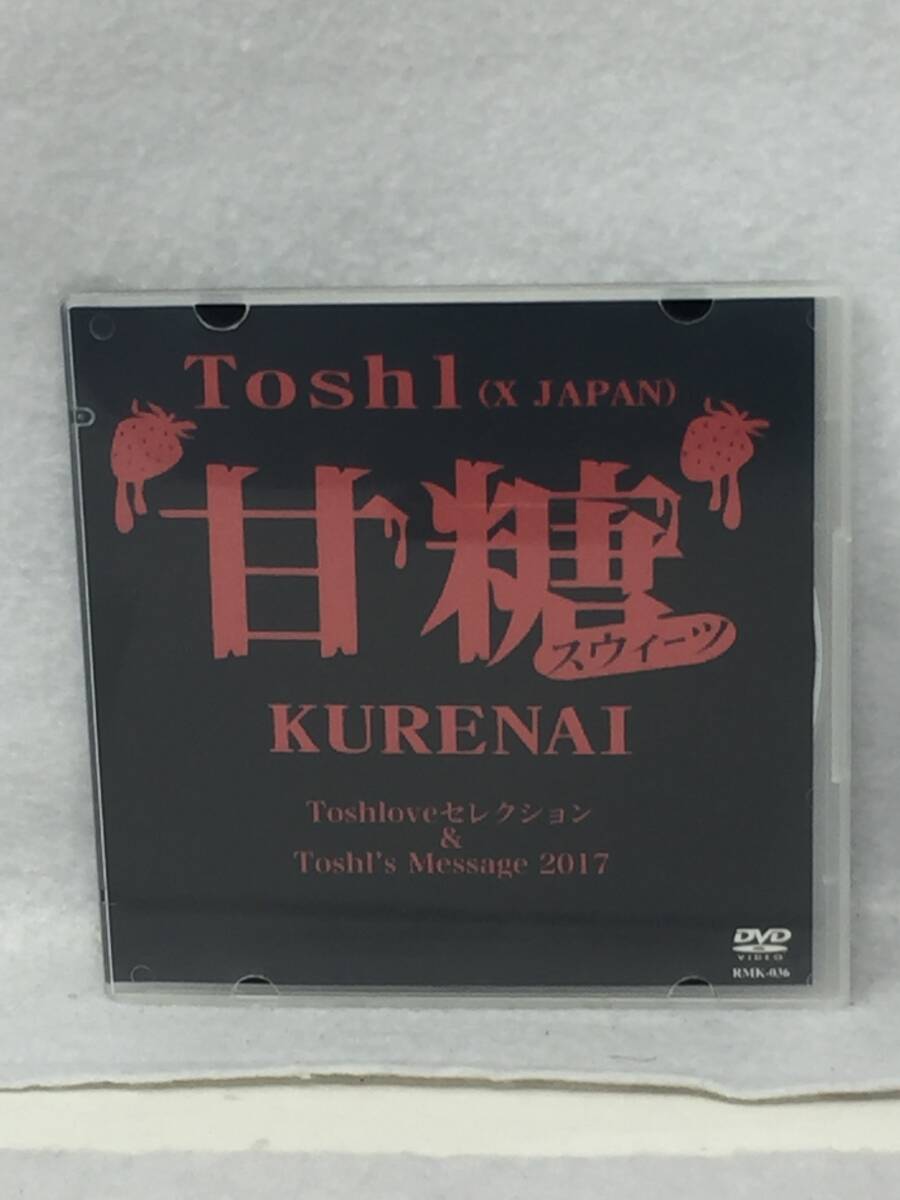 Toshl (X JAPAN)
甘糖
スウィーツ
KURENAI
Toshloveセレクション
&
Toshl's Message 2017
DVD
VIDEO
RMK-036